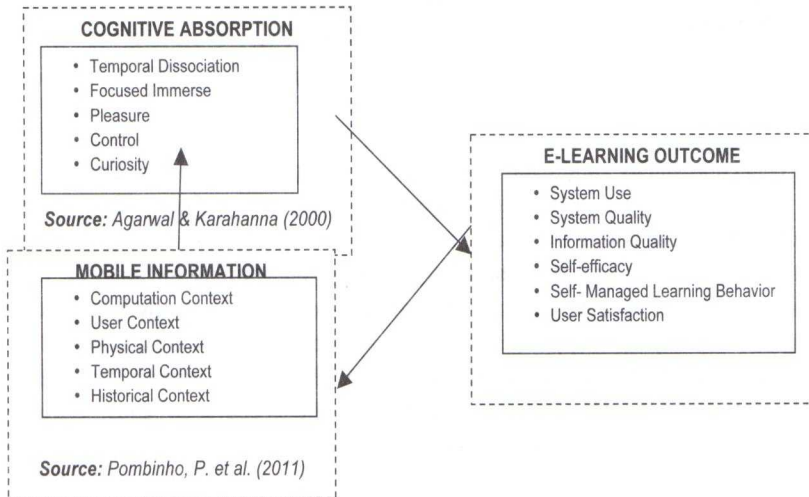 COGNITIVE ABSORPTION
• Temporal Dissociation
• Focused Immerse
• Pleasure
• Control
• Curiosity
Source: Agarwal & Karahanna (2000)
MOBILE INFORMATION
• Computation Context
• User Context
• Physical Context
• Temporal Context
• Historical Context
Source: Pombinho, P. et al. (2011)
E-LEARNING OUTCOME
• System Use
• System Quality
• Information Quality
• Self-efficacy
• Self- Managed Learning Behavior
• User Satisfaction